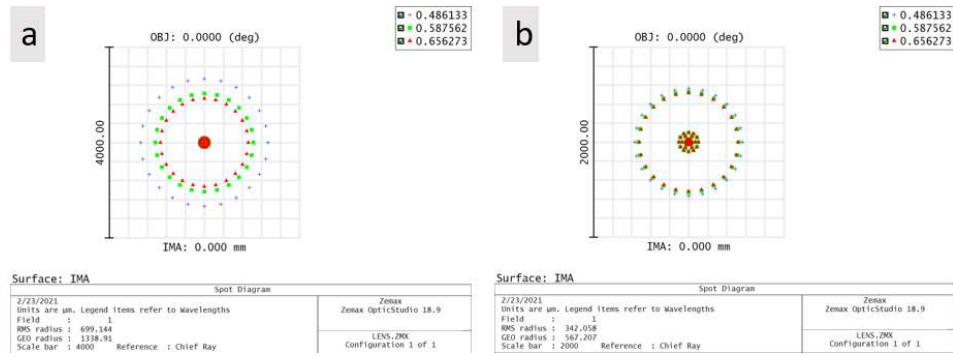 a
OBJ: 0.0000 (deg)
+ 0.486133
0.587562
0.656273
4000.00
IMA: 0.000 mm
Surface: IMA
Spot Diagram
2/23/2021
Units are µm. Legend items refer to Wavelengths
Field : 1
RMS radius : 699.144
GEO radius : 1338.91
Scale bar : 4000 Reference : Chief Ray
Zemax
Zemax OpticStudio 18.9
LENS.ZMX
Configuration 1 of 1
b
OBJ: 0.0000 (deg)
+ 0.486133
0.587562
0.656273
2000.00
IMA: 0.000 mm
Surface: IMA
Spot Diagram
2/23/2021
Units are µm. Legend items refer to Wavelengths
Field : 1
RMS radius : 342.058
GEO radius : 567.207
Scale bar : 2000 Reference : Chief Ray
Zemax
Zemax OpticStudio 18.9
LENS.ZMX
Configuration 1 of 1